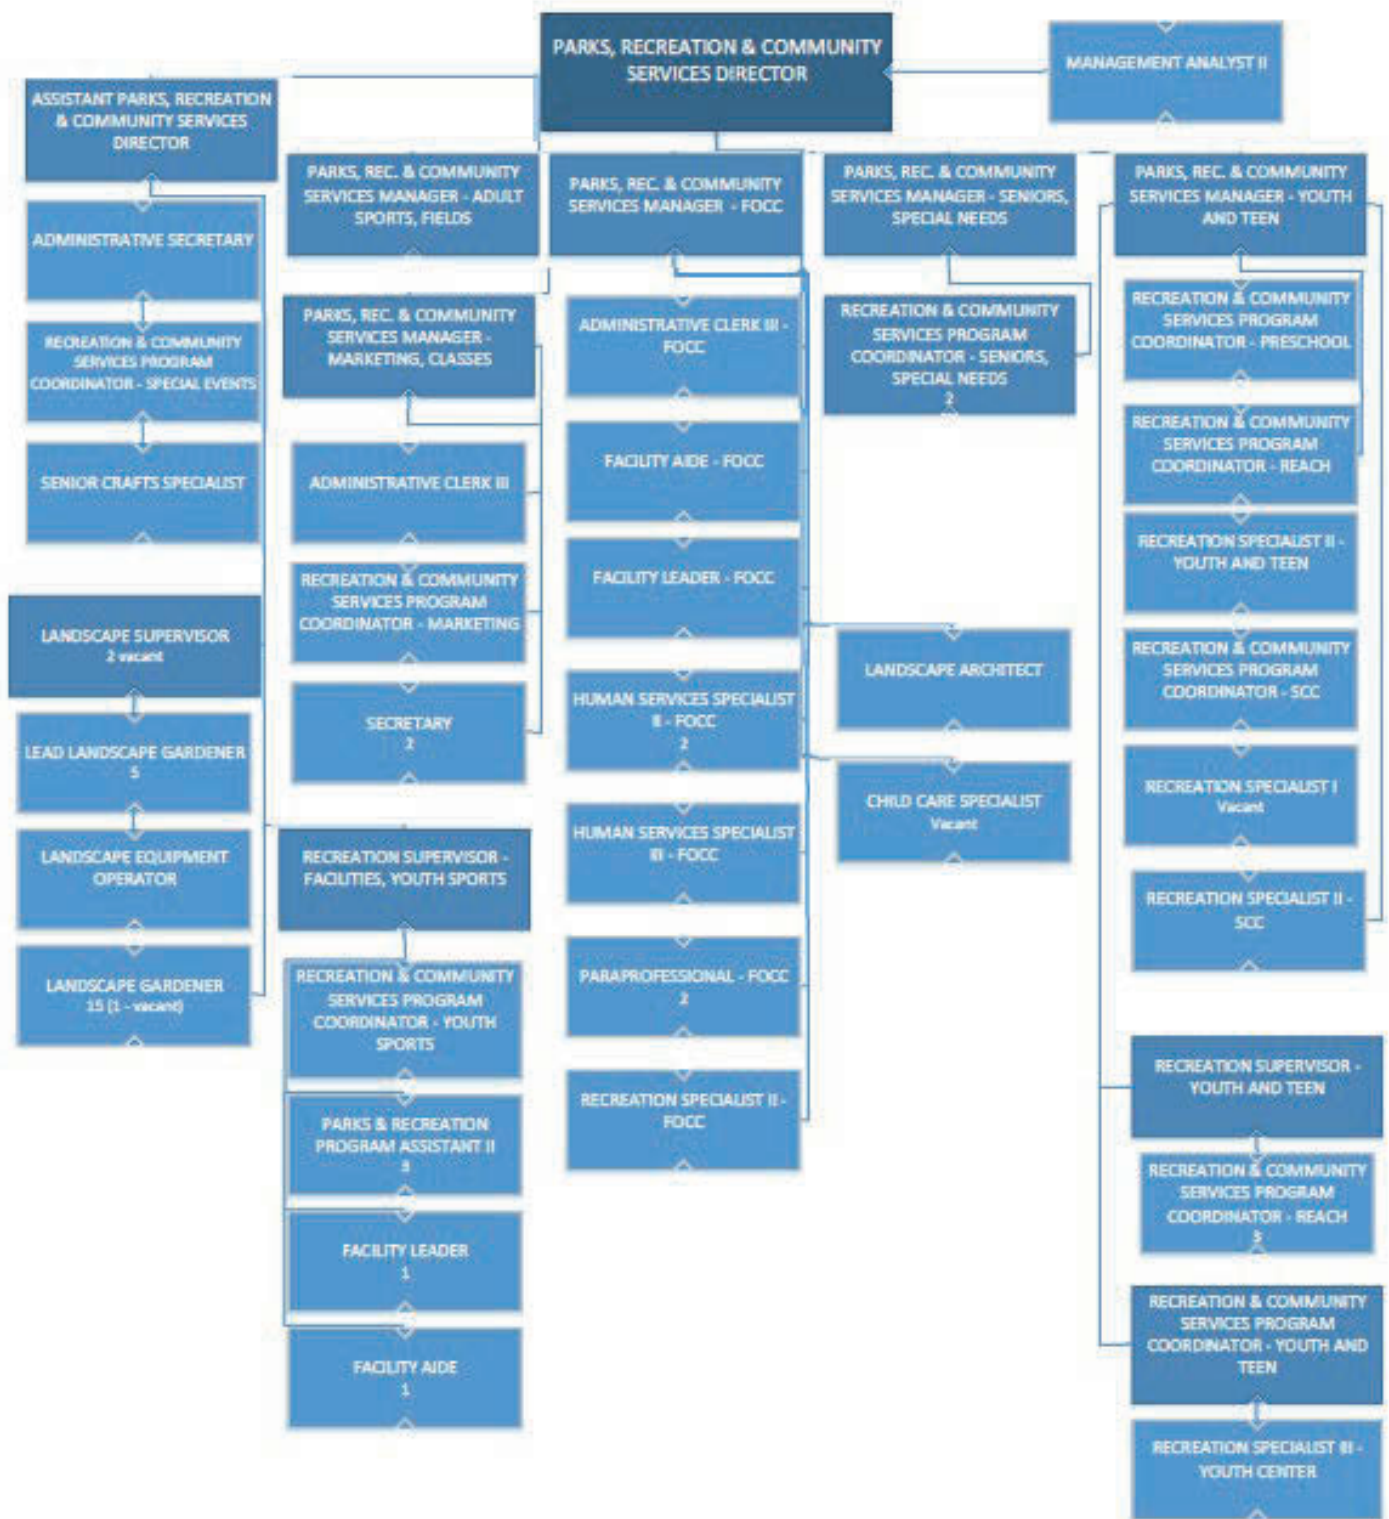 PARKS, RECREATION & COMMUNITY
SERVICES DIRECTOR
MANAGEMENT ANALYST II
ASSISTANT PARKS, RECREATION
& COMMUNITY SERVICES
DIRECTOR
ADMINISTRATIVE SECRETARY
RECREATION & COMMUNITY
SERVICES PROGRAM
COORDINATOR - SPECIAL EVENTS
SENIOR CRAFTS SPECIALIST
LANDSCAPE SUPERVISOR
2 vacant
LEAD LANDSCAPE GARDENER
5
LANDSCAPE EQUIPMENT
OPERATOR
LANDSCAPE GARDENER
15 (1 - vacant)
PARKS, REC. & COMMUNITY
SERVICES MANAGER - ADULT
SPORTS, FIELDS
PARKS, REC. & COMMUNITY
SERVICES MANAGER -
MARKETING, CLASSES
ADMINISTRATIVE CLERK III
RECREATION & COMMUNITY
SERVICES PROGRAM
COORDINATOR - MARKETING
SECRETARY
2
RECREATION SUPERVISOR -
FACILITIES, YOUTH SPORTS
RECREATION & COMMUNITY
SERVICES PROGRAM
COORDINATOR - YOUTH
SPORTS
PARKS & RECREATION
PROGRAM ASSISTANT II
3
FACILITY LEADER
1
FACILITY AIDE
1
PARKS, REC. & COMMUNITY
SERVICES MANAGER - FOCC
ADMINISTRATIVE CLERK III -
FOCC
FACILITY AIDE - FOCC
FACILITY LEADER - FOCC
HUMAN SERVICES SPECIALIST
II - FOCC
2
HUMAN SERVICES SPECIALIST
III - FOCC
PARAPROFESSIONAL - FOCC
2
RECREATION SPECIALIST II -
FOCC
PARKS, REC. & COMMUNITY
SERVICES MANAGER - SENIORS,
SPECIAL NEEDS
RECREATION & COMMUNITY
SERVICES PROGRAM
COORDINATOR - SENIORS,
SPECIAL NEEDS
2
LANDSCAPE ARCHITECT
CHILD CARE SPECIALIST
Vacant
PARKS, REC. & COMMUNITY
SERVICES MANAGER - YOUTH
AND TEEN
RECREATION & COMMUNITY
SERVICES PROGRAM
COORDINATOR - PRESCHOOL
RECREATION & COMMUNITY
SERVICES PROGRAM
COORDINATOR - REACH
RECREATION SPECIALIST II -
YOUTH AND TEEN
RECREATION & COMMUNITY
SERVICES PROGRAM
COORDINATOR - SCC
RECREATION SPECIALIST I
Vacant
RECREATION SPECIALIST II -
SCC
RECREATION SUPERVISOR -
YOUTH AND TEEN
RECREATION & COMMUNITY
SERVICES PROGRAM
COORDINATOR - REACH
3
RECREATION & COMMUNITY
SERVICES PROGRAM
COORDINATOR - YOUTH AND
TEEN
RECREATION SPECIALIST III -
YOUTH CENTER